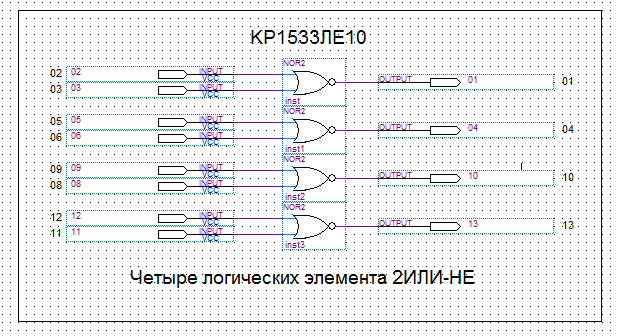 КР1533ЛЕ10
NOR2
02 02 INPUT VCC
03 03 INPUT VCC
OUTPUT 01 01
inst
NOR2
05 05 INPUT VCC
06 06 INPUT VCC
OUTPUT 04 04
inst1
NOR2
09 09 INPUT VCC
08 08 INPUT VCC
OUTPUT 10 10
inst2
NOR2
12 12 INPUT VCC
11 11 INPUT VCC
OUTPUT 13 13
inst3
Четыре логических элемента 2ИЛИ-НЕ